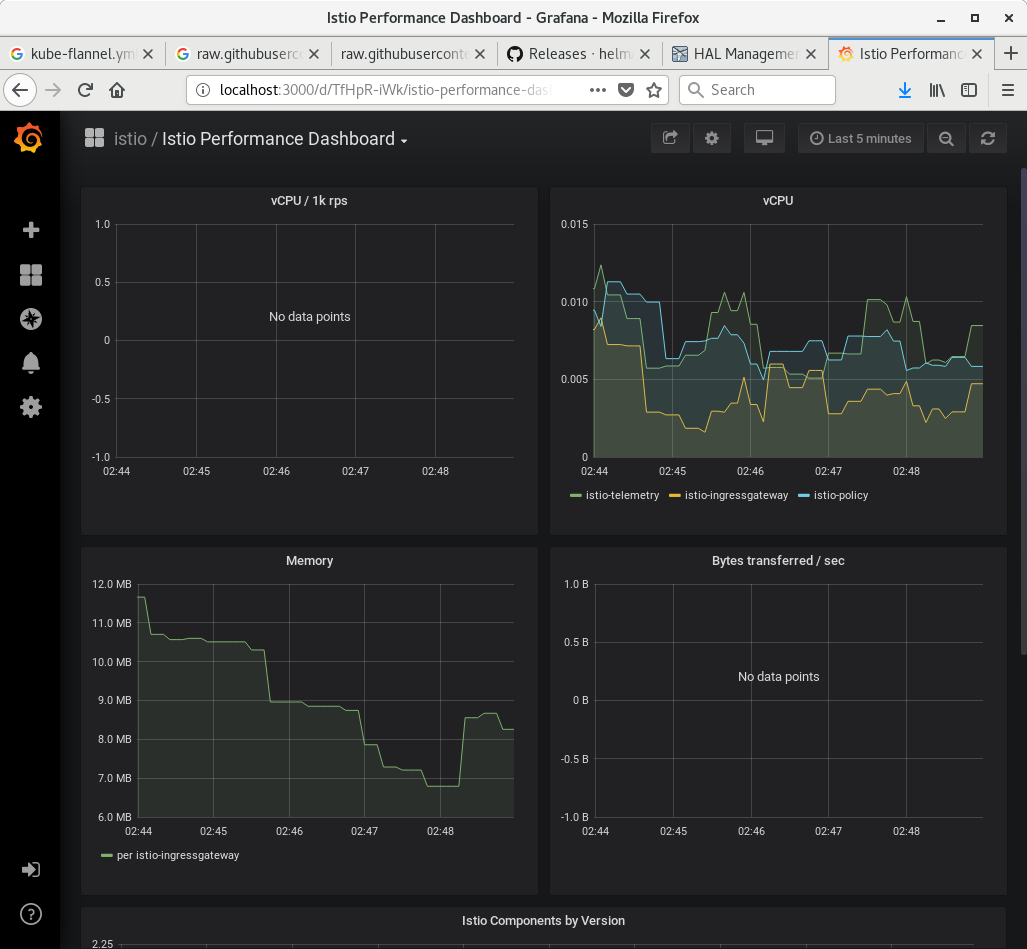 Istio Performance Dashboard - Grafana - Mozilla Firefox
kube-flannel.ym
raw.githubuserc
raw.githubuserconte
Releases · helm
HAL Managemen
Istio Performanc
localhost:3000/d/TfHpR-iWk/istio-performance-das
Search
istio / Istio Performance Dashboard
Last 5 minutes
vCPU / 1k rps
1.0
0.5
0
-0.5
-1.0
No data points
02:44 02:45 02:46 02:47 02:48
vCPU
0.015
0.010
0.005
0
02:44 02:45 02:46 02:47 02:48
istio-telemetry istio-ingressgateway istio-policy
Memory
12.0 MB
11.0 MB
10.0 MB
9.0 MB
8.0 MB
7.0 MB
6.0 MB
02:44 02:45 02:46 02:47 02:48
per istio-ingressgateway
Bytes transferred / sec
1.0 B
0.5 B
0 B
-0.5 B
-1.0 B
No data points
02:44 02:45 02:46 02:47 02:48
Istio Components by Version
2.25